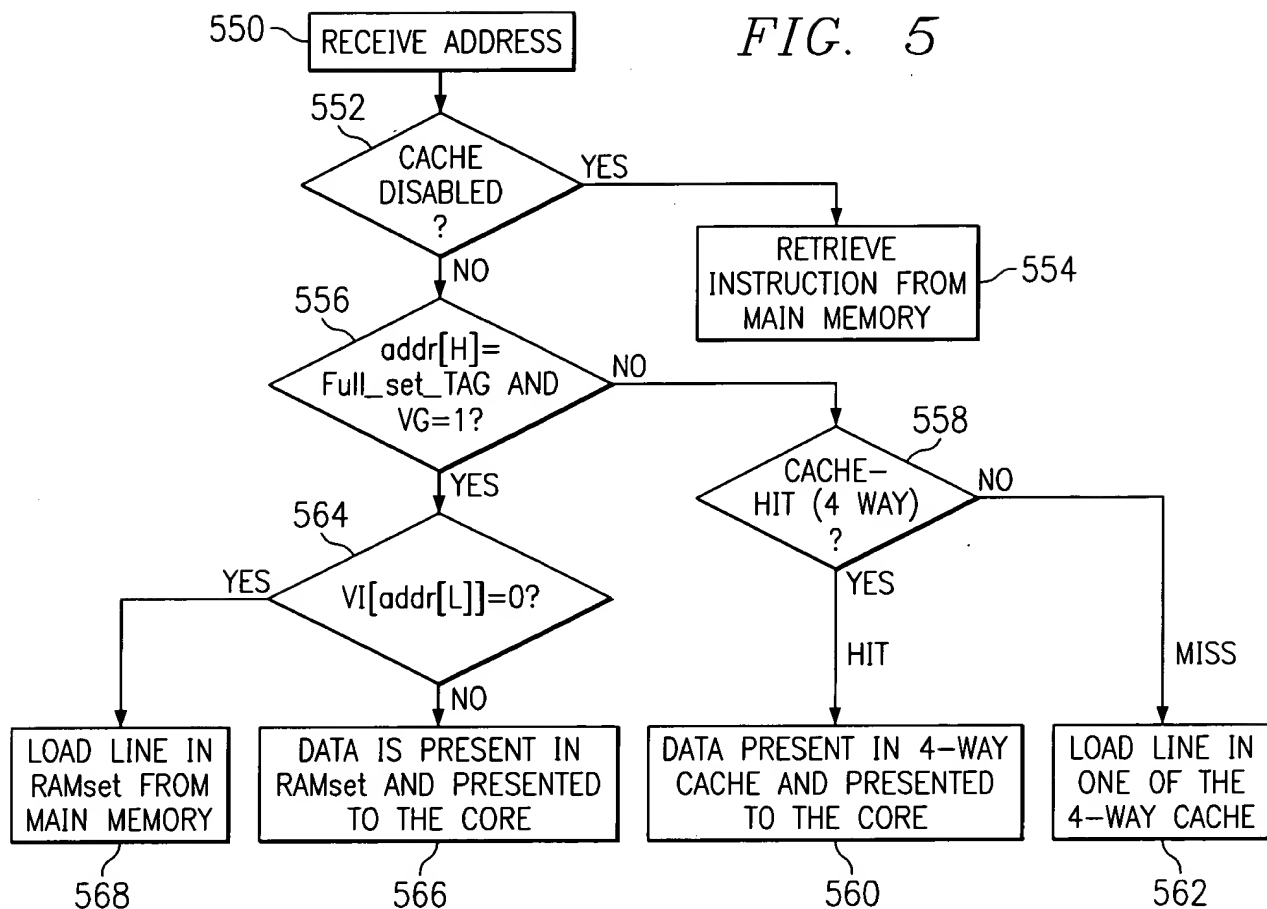 FIG. 5
550
RECEIVE ADDRESS
552
CACHE
DISABLED
?
YES
NO
RETRIEVE
INSTRUCTION FROM
MAIN MEMORY
554
556
addr[H]=
Full_set_TAG AND
VG=1?
NO
YES
558
CACHE-
HIT (4 WAY)
?
NO
YES
564
VI[addr[L]]=0?
YES
NO
HIT
MISS
LOAD LINE IN
RAMset FROM
MAIN MEMORY
DATA IS PRESENT IN
RAMset AND PRESENTED
TO THE CORE
DATA PRESENT IN 4-WAY
CACHE AND PRESENTED
TO THE CORE
LOAD LINE IN
ONE OF THE
4-WAY CACHE
568
566
560
562